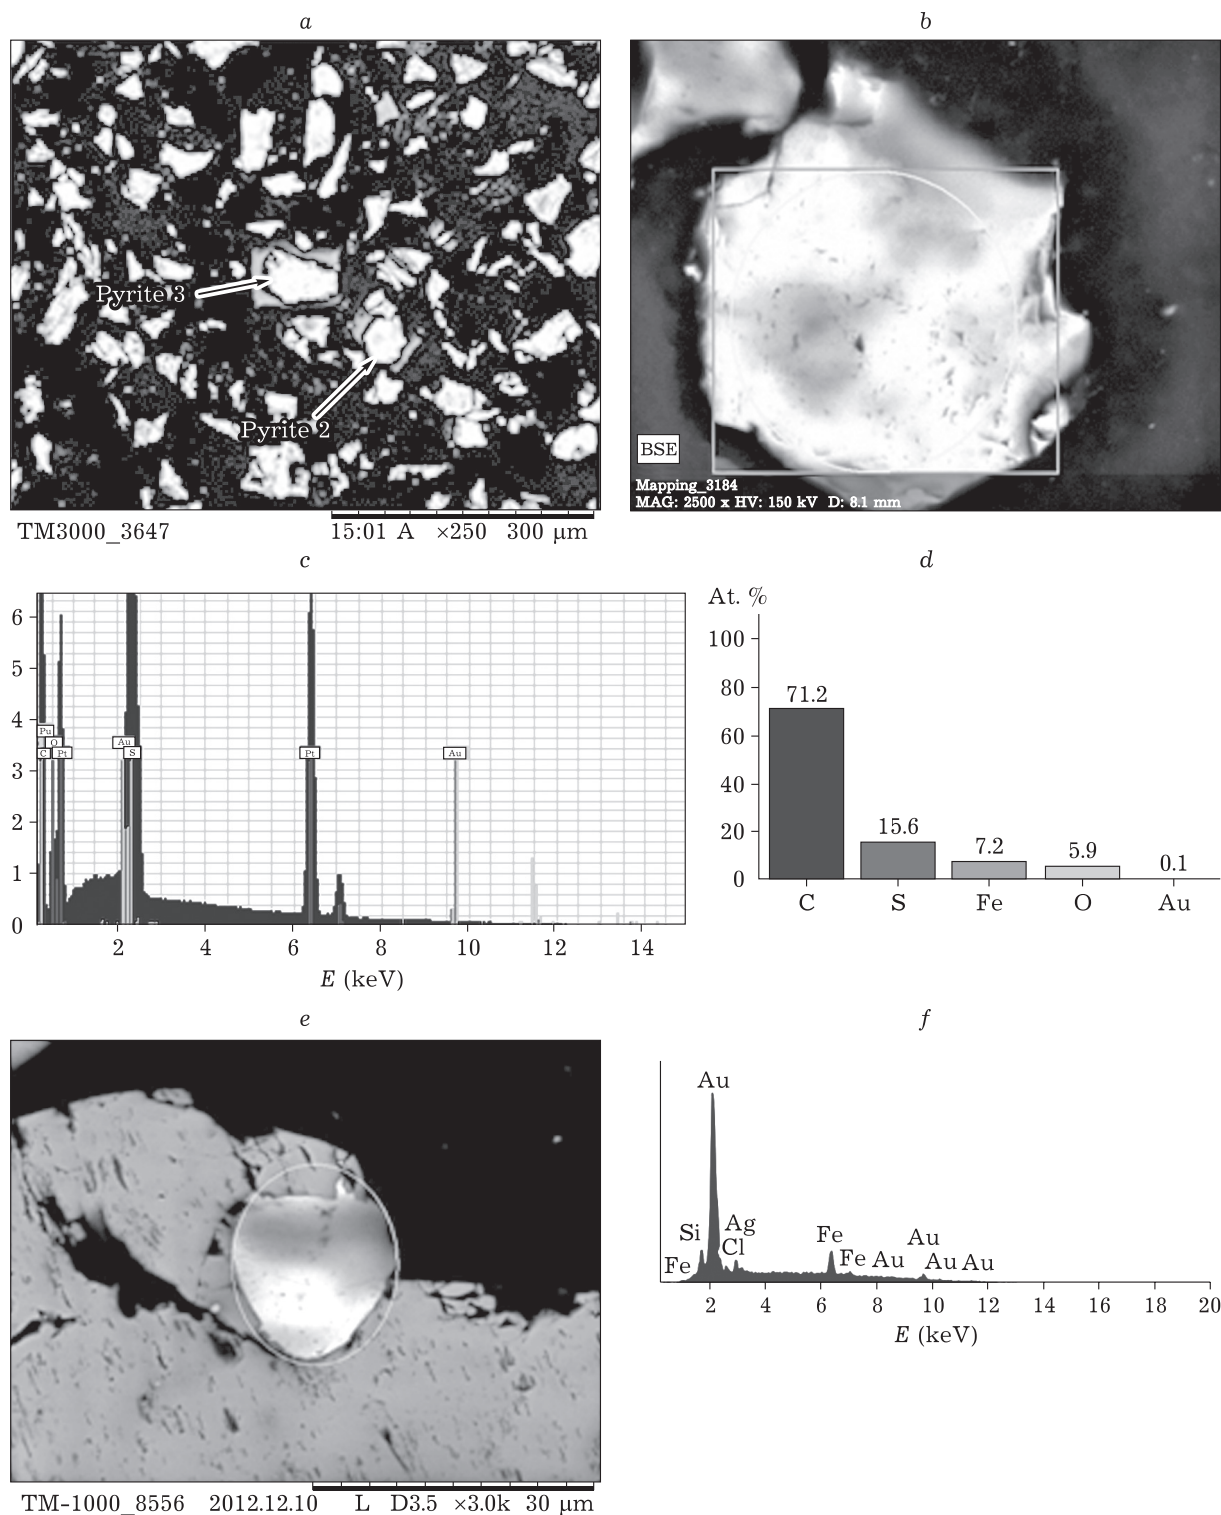 a
b
Pyrite 3
Pyrite 2
TM3000_3647 15:01 A ×250 300 μm
BSE
Mapping_3184
MAG: 2500 x HV: 150 kV D: 8.1 mm
c
6
5
4
3
2
1
0
Pu
C O Pt
Au
S
Pt
Au
2 4 6 8 10 12 14
E (keV)
d
At. %
100
80
60
40
20
0
71.2
15.6
7.2
5.9
0.1
C S Fe O Au
e
TM-1000_8556 2012.12.10 L D3.5 ×3.0k 30 μm
f
Au
Si
Ag
Cl
Fe
Fe
Fe Au
Au
Au Au
2 4 6 8 10 12 14 16 18 20
E (keV)